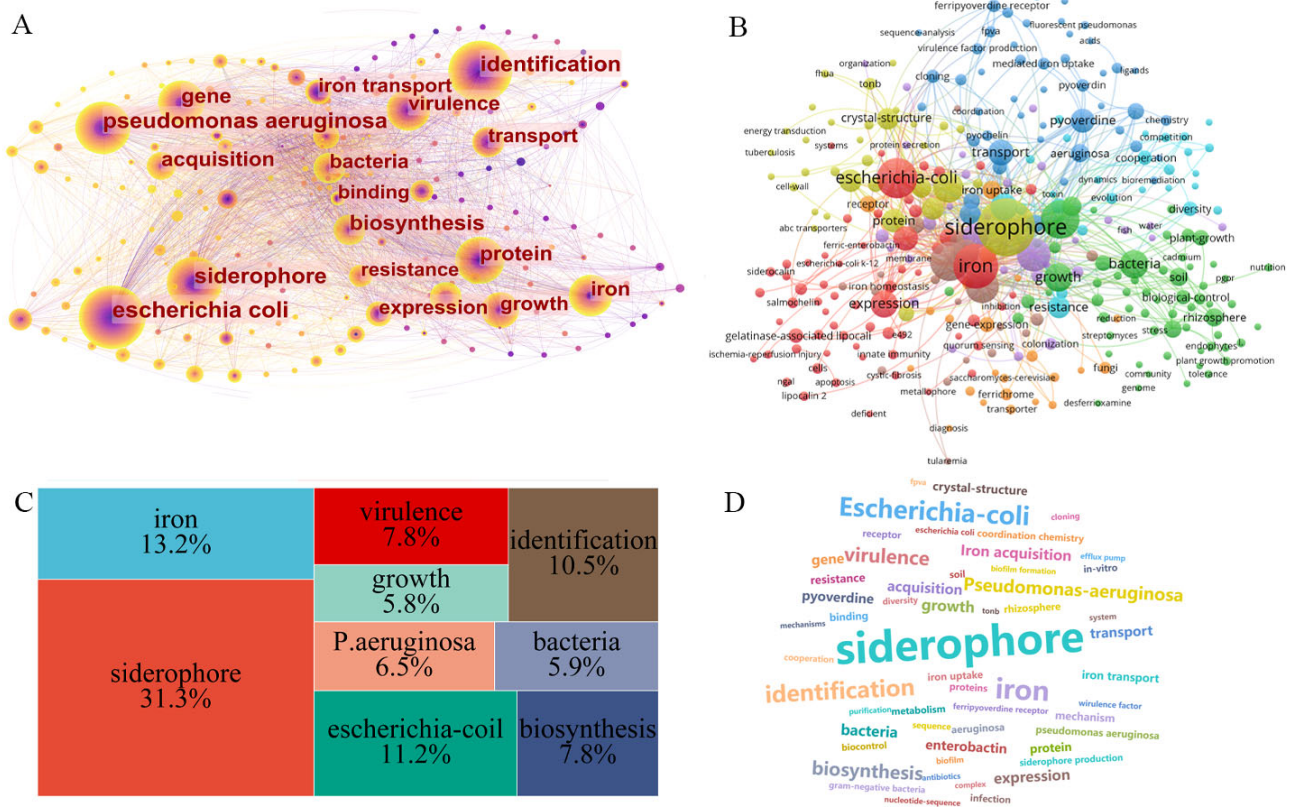 A
identification
iron transport
gene
virulence
pseudomonas aeruginosa
transport
acquisition
bacteria
binding
biosynthesis
protein
resistance
siderophore
iron
escherichia coli
expression
growth
B
ferripyoverdine receptor
fluorescent pseudomonas
sequence-analysis
fpva
acids
virulence factor production
organization
mediated iron uptake
fhua
cloning
ligands
tonb
pyoverdin
coordination
crystal-structure
pyoverdine
chemistry
energy transduction
pyochelin
competition
systems
protein secretion
tuberculosis
transport
aeruginosa
cooperation
escherichia-coli
dynamics
bioremediation
cell-wall
iron uptake
toxin
evolution
receptor
diversity
protein
abc transporters
siderophore
fish
water
plant-growth
ferric-enterobactin
membrane
cadmium
escherichia-coli k-12
bacteria
nutrition
siderocalin
iron
growth
soil
pgpr
iron homeostasis
salmochelin
expression
inhibition
resistance
biological-control
reduction
rhizosphere
gene-expression
gelatinase-associated lipocali
e492
streptomyces
stress
quorum sensing
colonization
endophytes
ischemia-reperfusion injury
innate immunity
plant growth promotion
cells
fungi
cystic-fibrosis
community
tolerance
ngal
apoptosis
saccharomyces-cerevisiae
genome
lipocalin 2
metallophore
ferrichrome
desferrioxamine
deficient
transporter
diagnosis
tularemia
C
iron
13.2%
virulence
7.8%
identification
10.5%
growth
5.8%
siderophore
31.3%
P.aeruginosa
6.5%
bacteria
5.9%
escherichia-coil
11.2%
biosynthesis
7.8%
D
fpva
crystal-structure
Escherichia-coli
cloning
receptor
escherichia coli
coordination chemistry
gene
virulence
Iron acquisition
efflux pump
biofilm formation
in-vitro
resistance
soil
acquisition
Pseudomonas-aeruginosa
pyoverdine
diversity
growth
tonb
rhizosphere
mechanisms
binding
system
siderophore
transport
cooperation
iron uptake
iron transport
identification
proteins
iron
purification
metabolism
ferripyoverdine receptor
wirulence factor
mechanism
bacteria
sequence
aeruginosa
pseudomonas aeruginosa
biocontrol
enterobactin
protein
biofilm
siderophore production
biosynthesis
antibiotics
expression
gram-negative bacteria
complex
nucleotide-sequence
infection